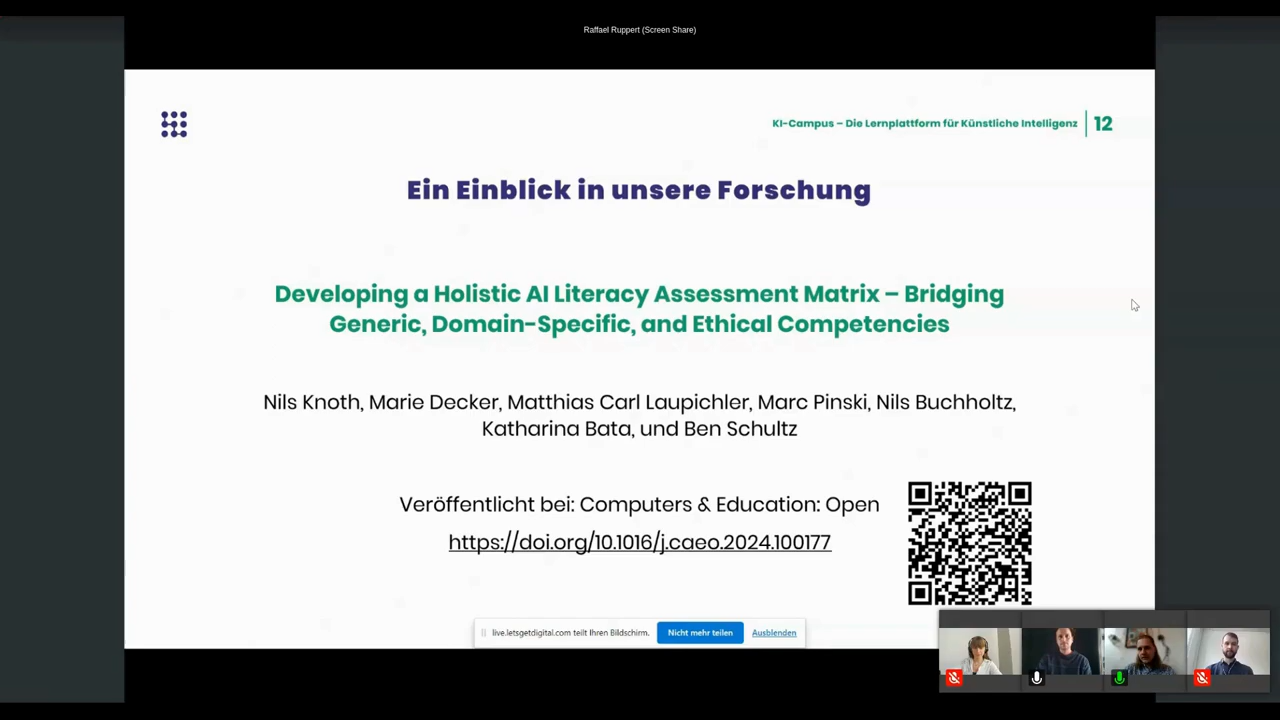 Raffael Ruppert (Screen Share)
KI-Campus – Die Lernplattform für Künstliche Intelligenz | 12
Ein Einblick in unsere Forschung
Developing a Holistic AI Literacy Assessment Matrix – Bridging
Generic, Domain-Specific, and Ethical Competencies
Nils Knoth, Marie Decker, Matthias Carl Laupichler, Marc Pinski, Nils Buchholtz,
Katharina Bata, und Ben Schultz
Veröffentlicht bei: Computers & Education: Open
https://doi.org/10.1016/j.caeo.2024.100177
live.letsgetdigital.com teilt Ihren Bildschirm. Nicht mehr teilen Ausblenden